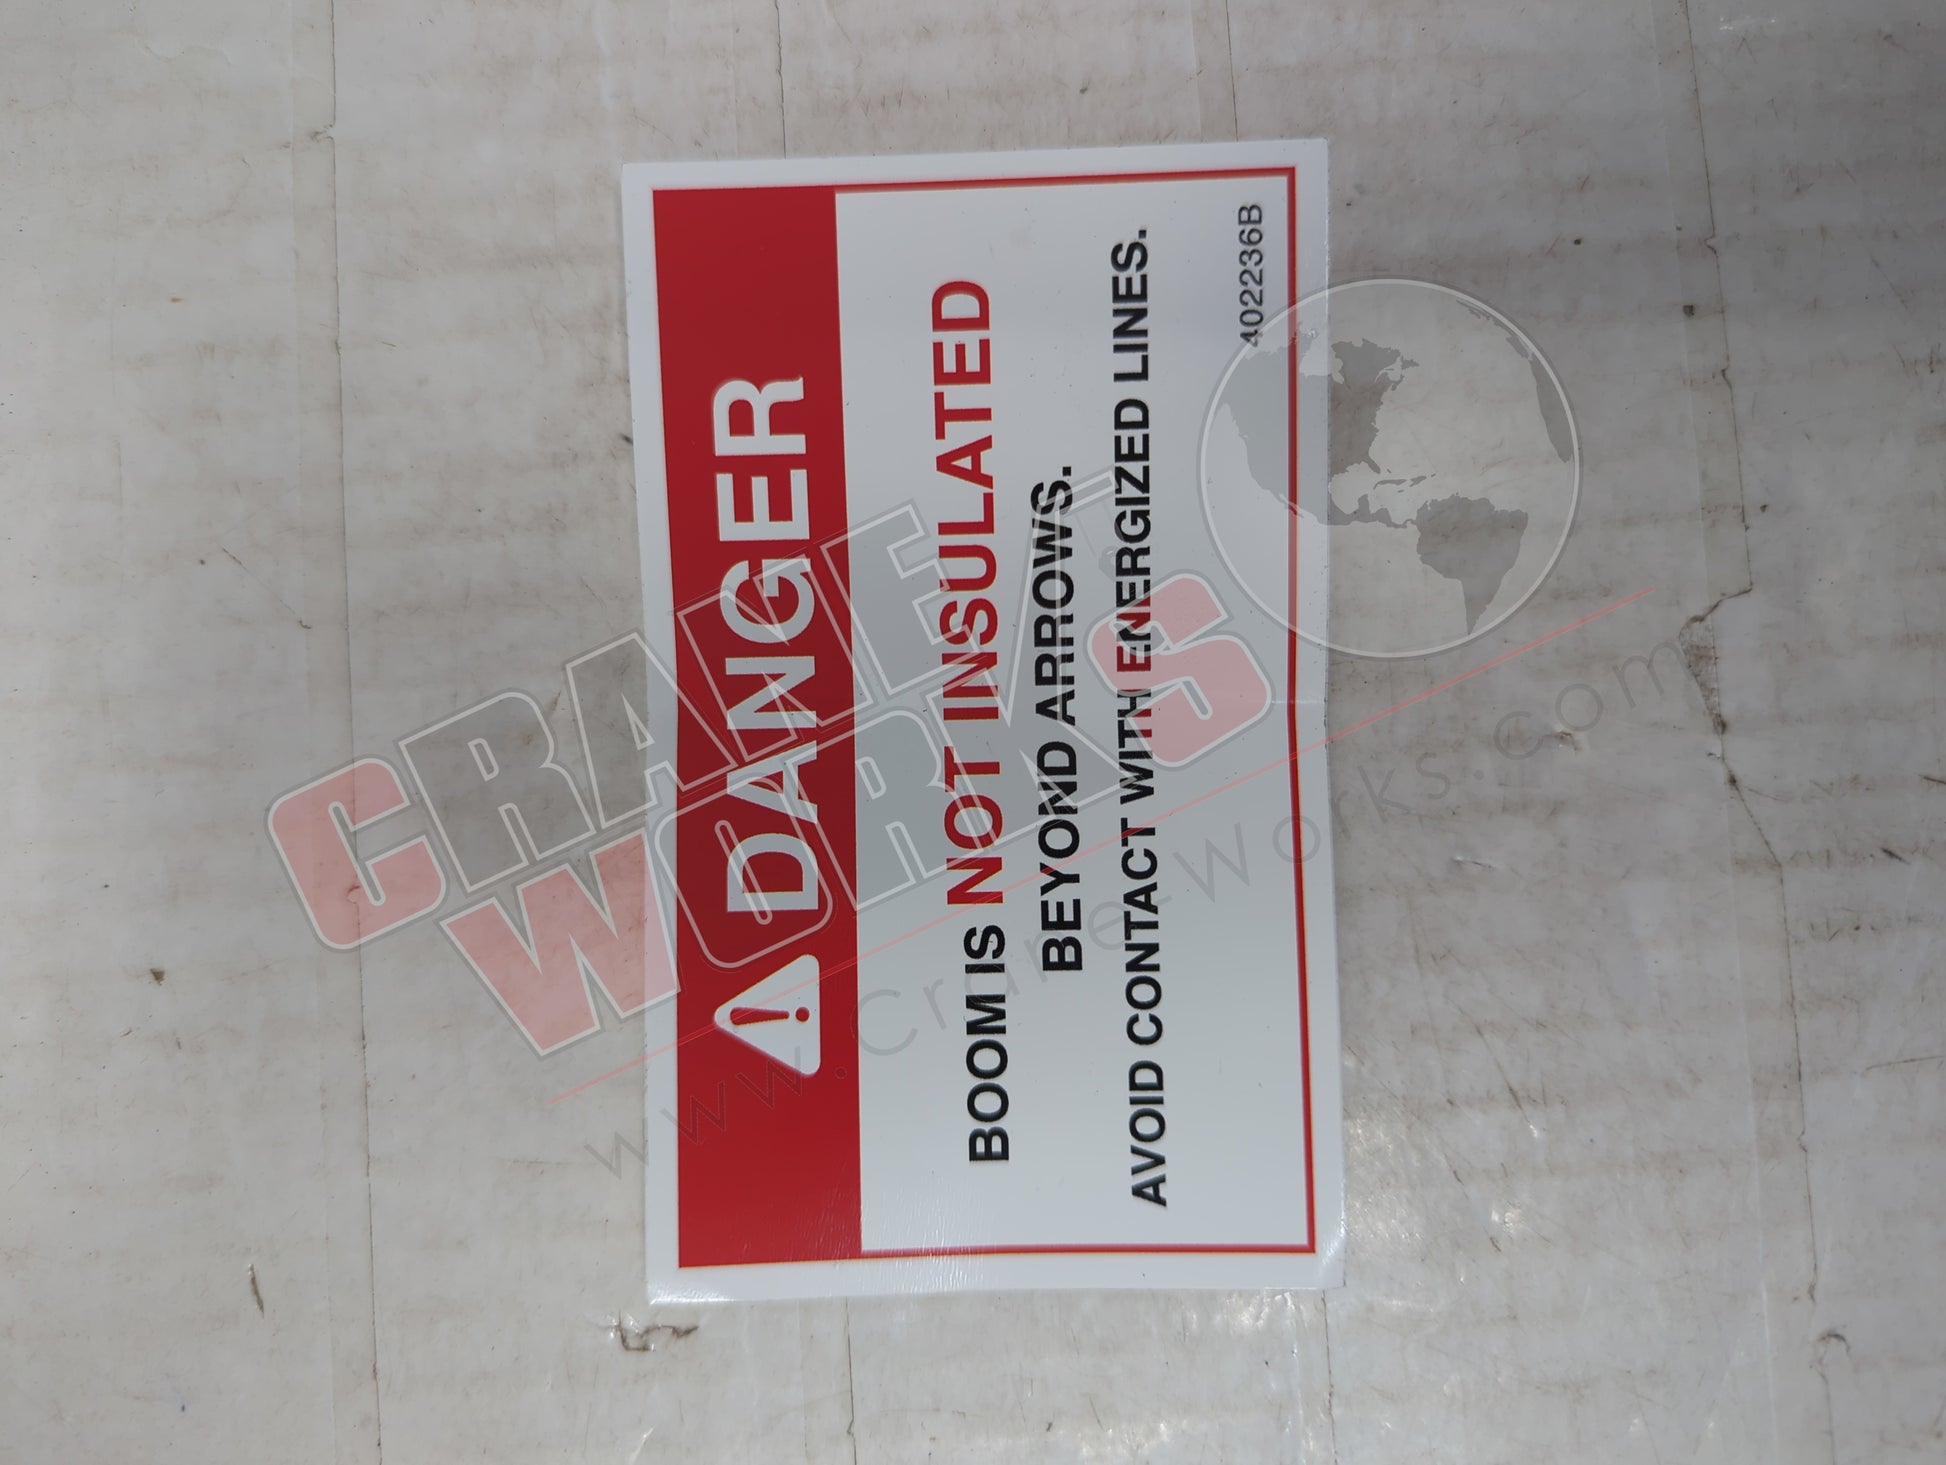 DANGER
BOOM IS NOT INSULATED
BEYOND ARROWS.
AVOID CONTACT WITH ENERGIZED LINES.
402236B
CRANE
WORKS
www.crane-works.com